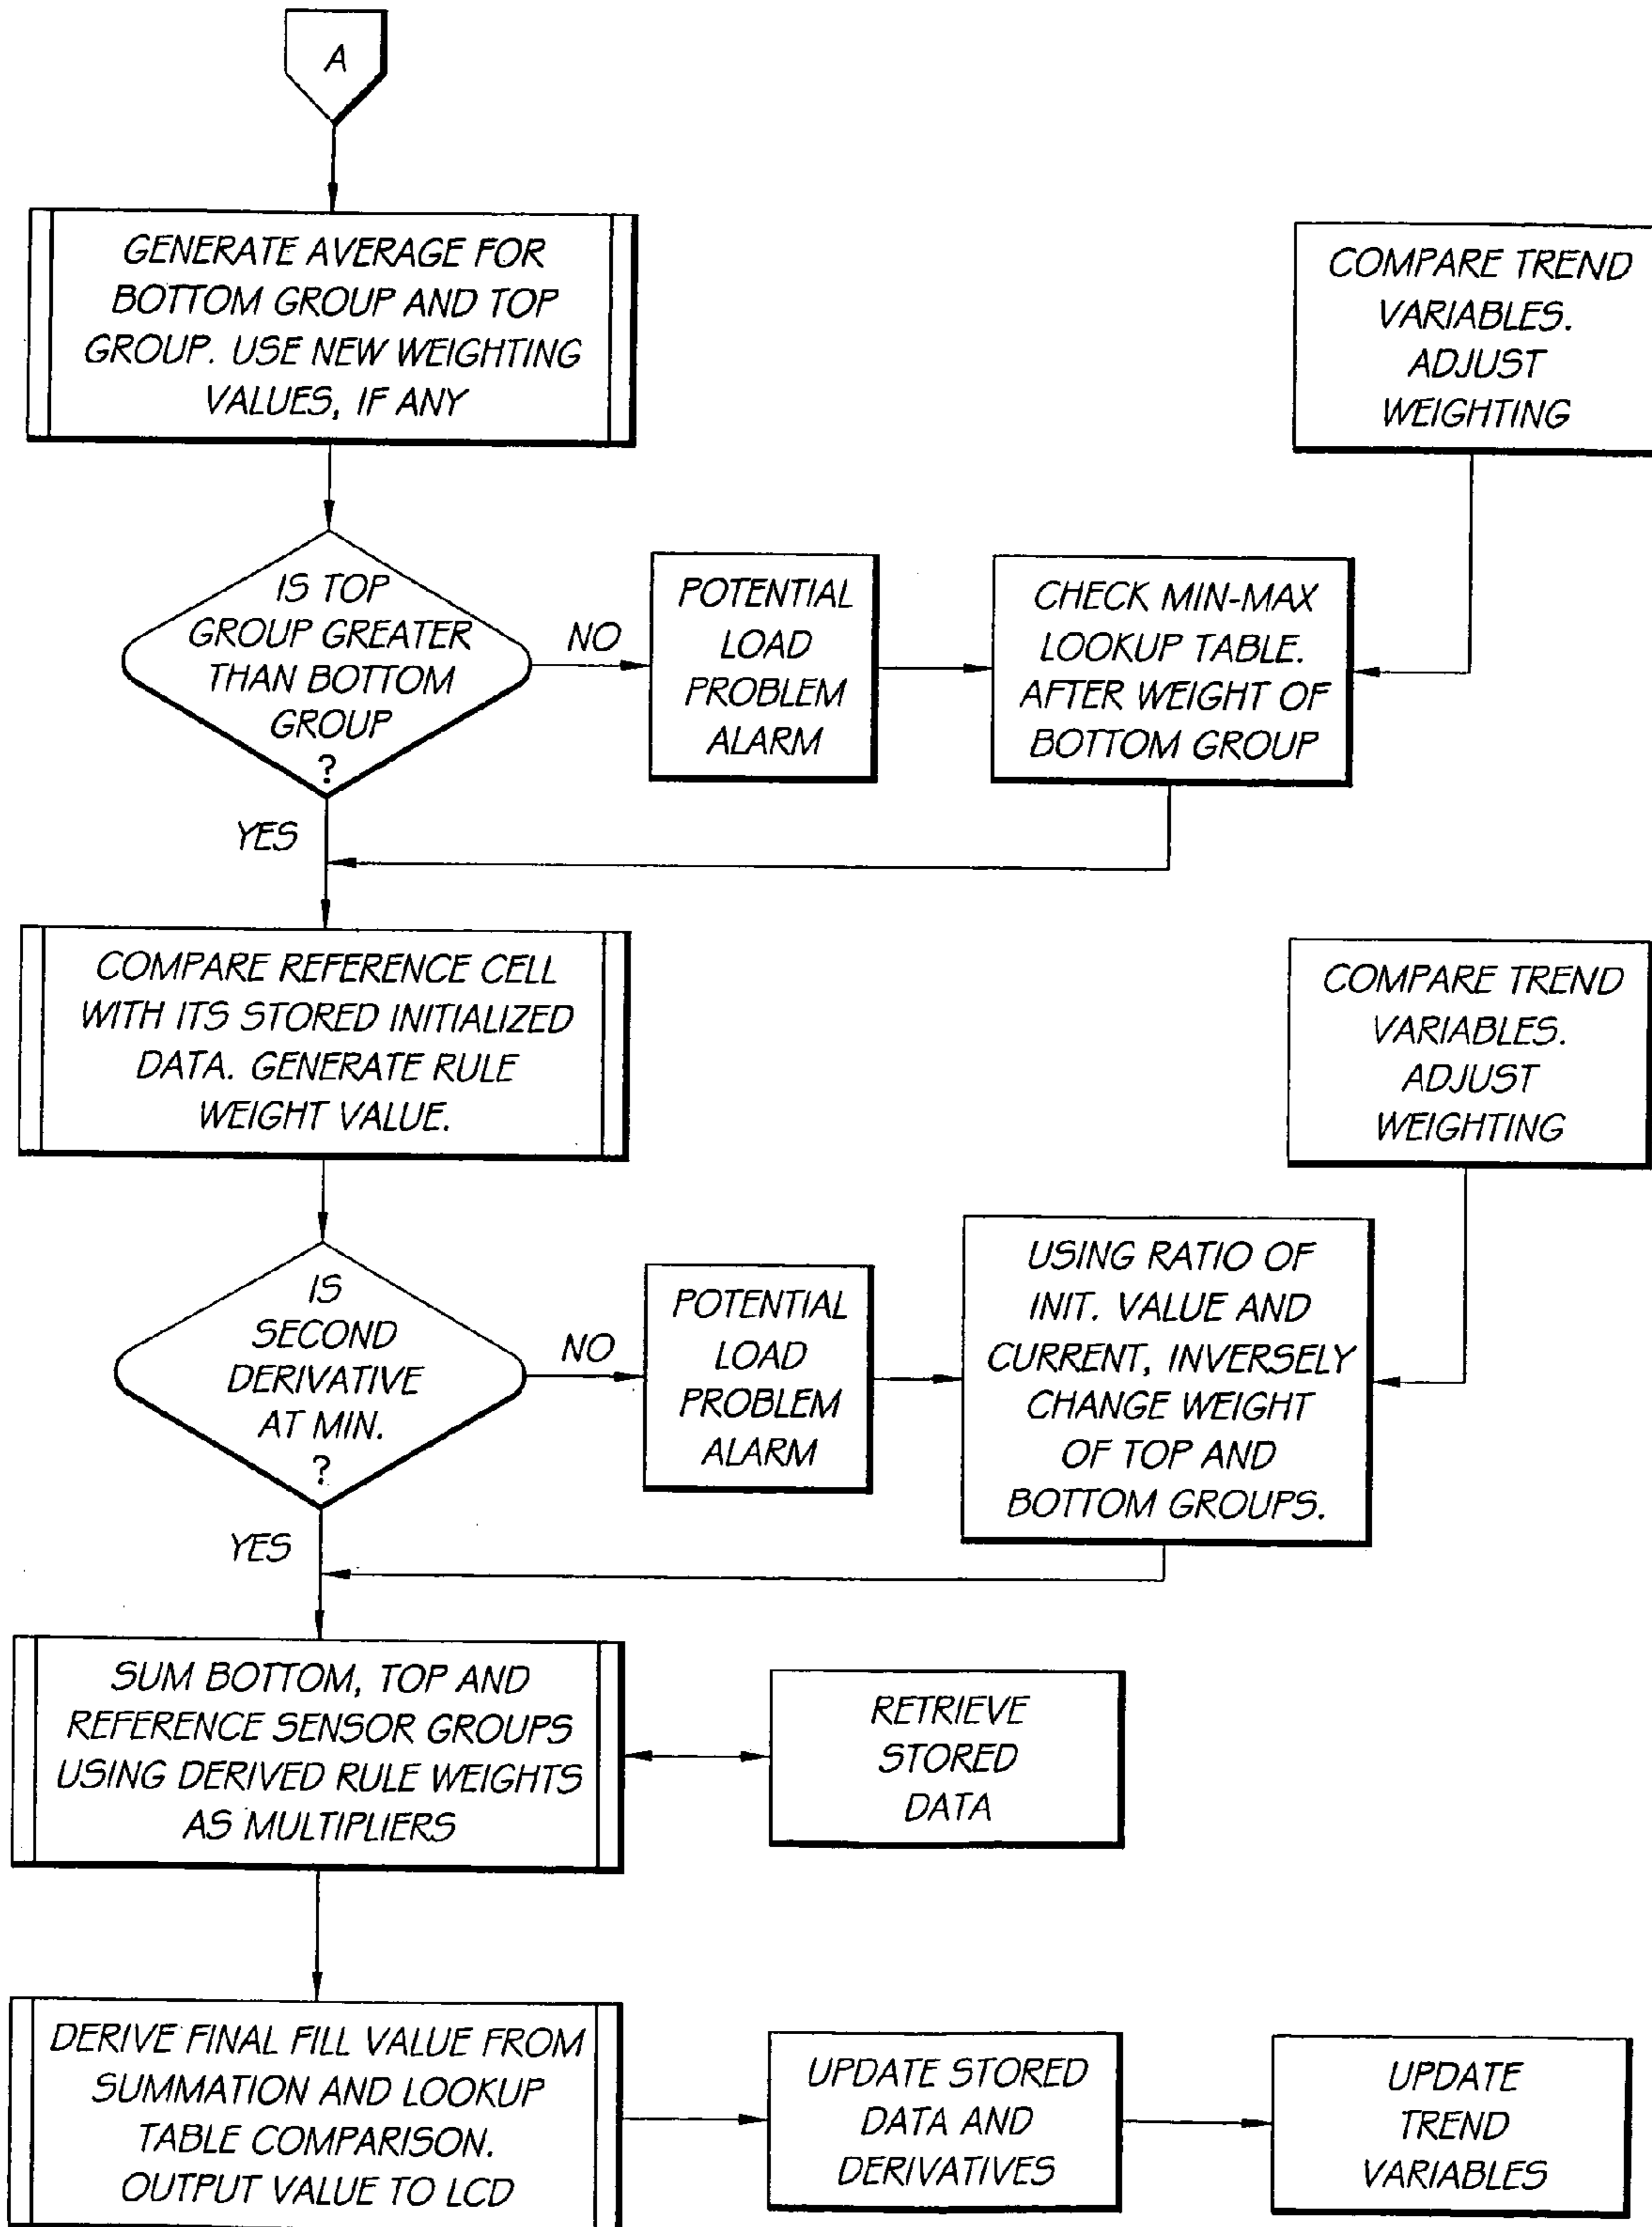 A
GENERATE AVERAGE FOR
BOTTOM GROUP AND TOP
GROUP. USE NEW WEIGHTING
VALUES, IF ANY
COMPARE TREND
VARIABLES.
ADJUST
WEIGHTING
IS TOP
GROUP GREATER
THAN BOTTOM
GROUP
?
NO
POTENTIAL
LOAD
PROBLEM
ALARM
CHECK MIN-MAX
LOOKUP TABLE.
AFTER WEIGHT OF
BOTTOM GROUP
YES
COMPARE REFERENCE CELL
WITH ITS STORED INITIALIZED
DATA. GENERATE RULE
WEIGHT VALUE.
COMPARE TREND
VARIABLES.
ADJUST
WEIGHTING
IS
SECOND
DERIVATIVE
AT MIN.
?
NO
POTENTIAL
LOAD
PROBLEM
ALARM
USING RATIO OF
INIT. VALUE AND
CURRENT, INVERSELY
CHANGE WEIGHT
OF TOP AND
BOTTOM GROUPS.
YES
SUM BOTTOM, TOP AND
REFERENCE SENSOR GROUPS
USING DERIVED RULE WEIGHTS
AS MULTIPLIERS
RETRIEVE
STORED
DATA
DERIVE FINAL FILL VALUE FROM
SUMMATION AND LOOKUP
TABLE COMPARISON.
OUTPUT VALUE TO LCD
UPDATE STORED
DATA AND
DERIVATIVES
UPDATE
TREND
VARIABLES